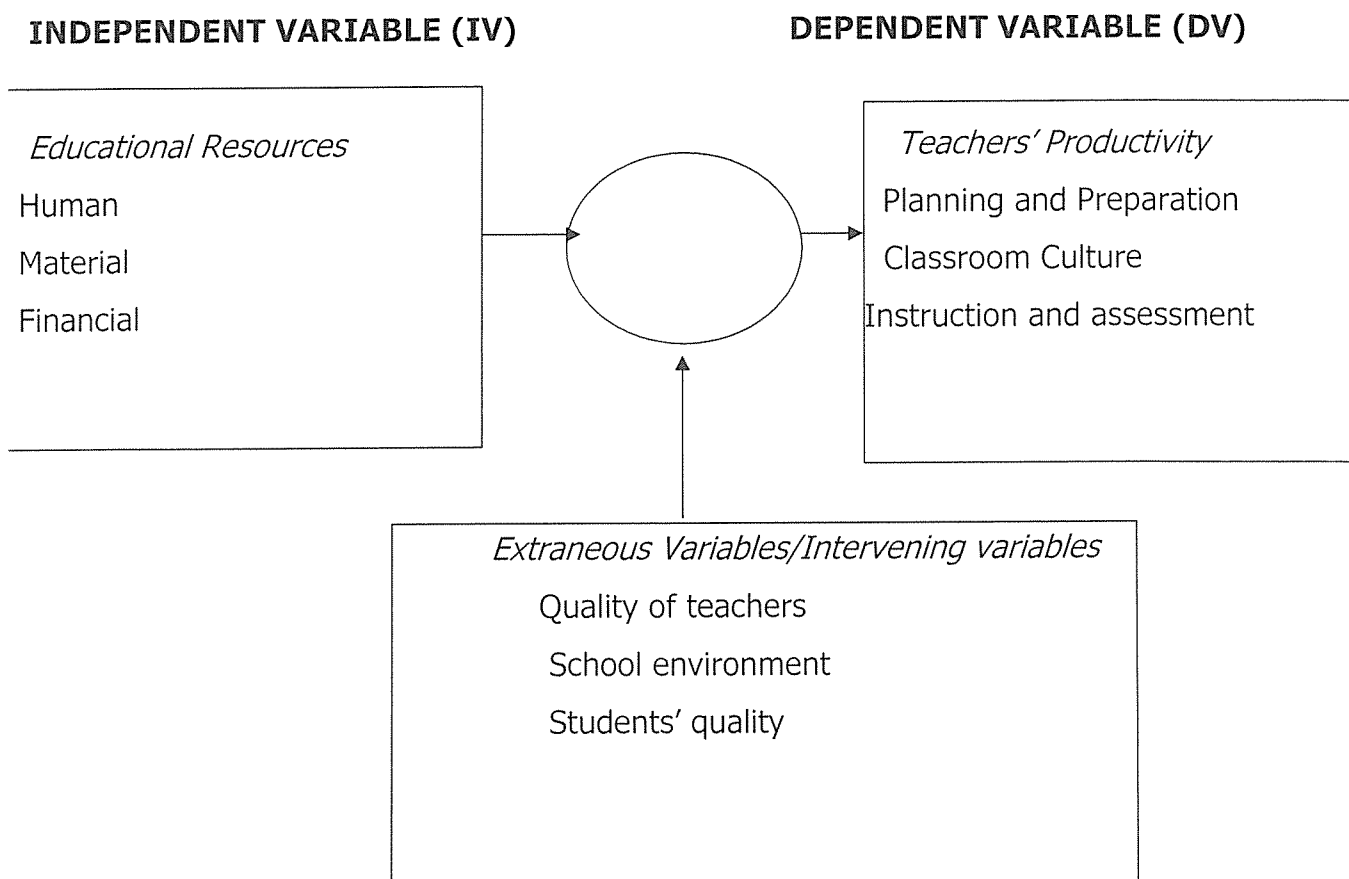 INDEPENDENT VARIABLE (IV)
DEPENDENT VARIABLE (DV)
Educational Resources
Human
Material
Financial
Teachers’ Productivity
Planning and Preparation
Classroom Culture
Instruction and assessment
Extraneous Variables/Intervening variables
Quality of teachers
School environment
Students’ quality